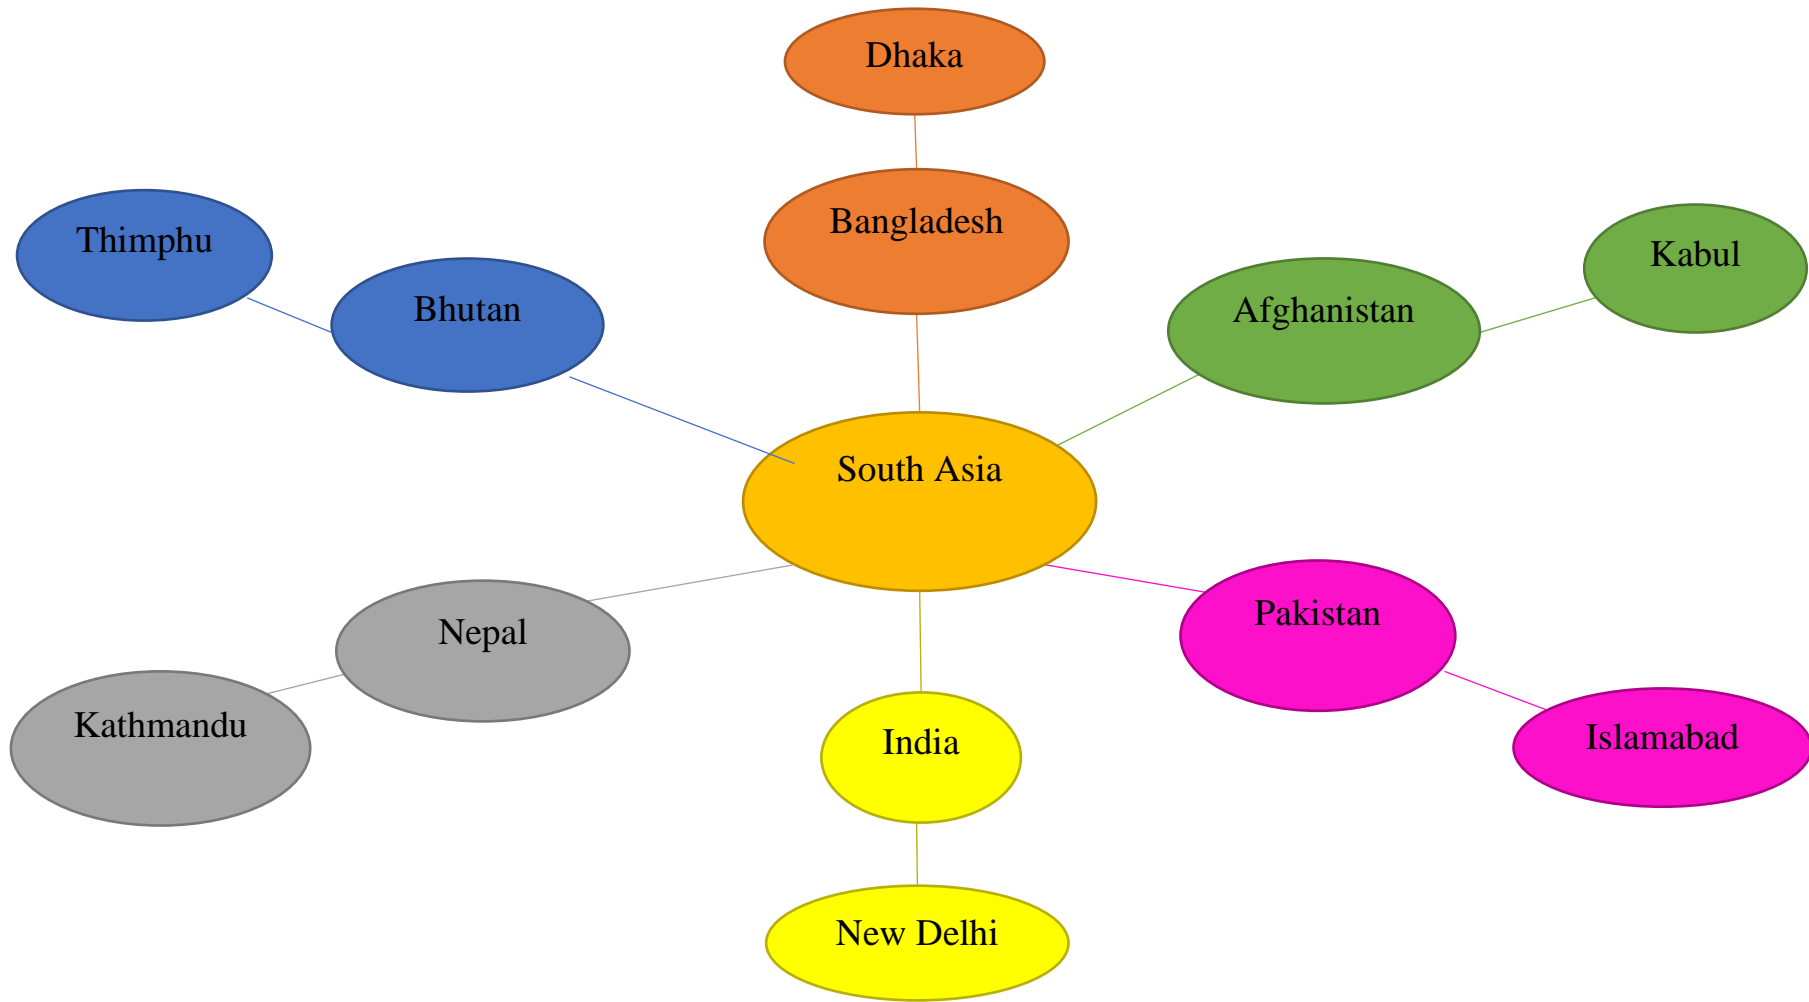 Dhaka
Bangladesh
Thimphu
Bhutan
Afghanistan
Kabul
South Asia
Nepal
Kathmandu
Pakistan
Islamabad
India
New Delhi